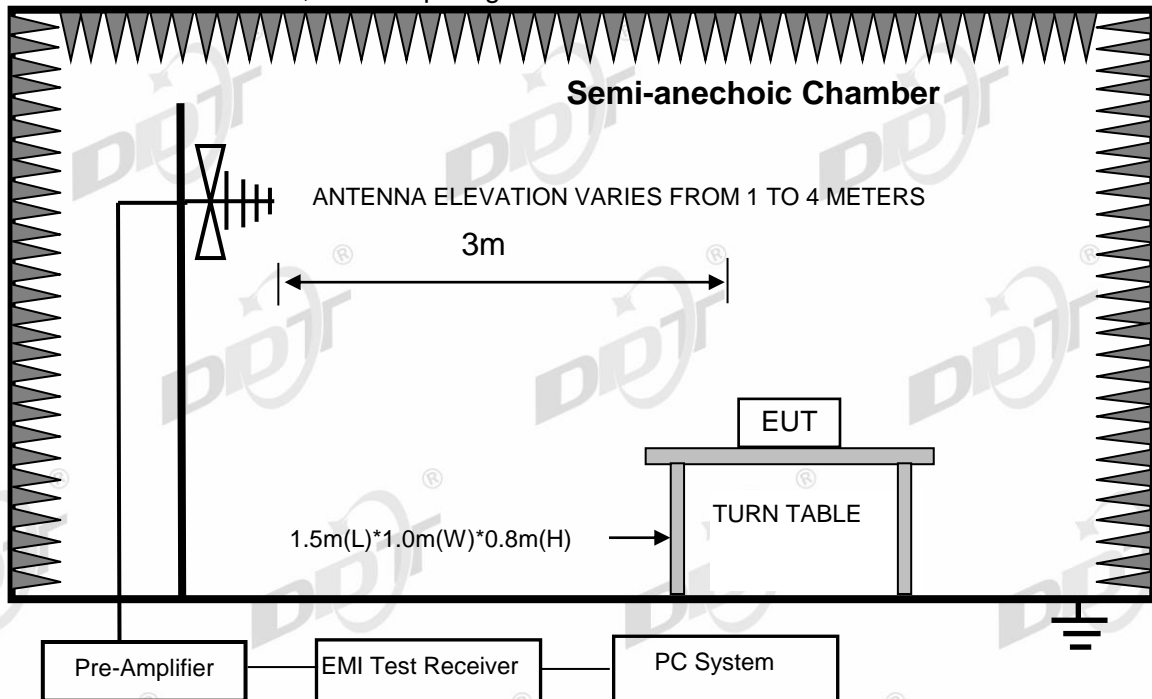 Semi-anechoic Chamber
ANTENNA ELEVATION VARIES FROM 1 TO 4 METERS
3m
EUT
TURN TABLE
1.5m(L)*1.0m(W)*0.8m(H)
Pre-Amplifier
EMI Test Receiver
PC System
DDT®